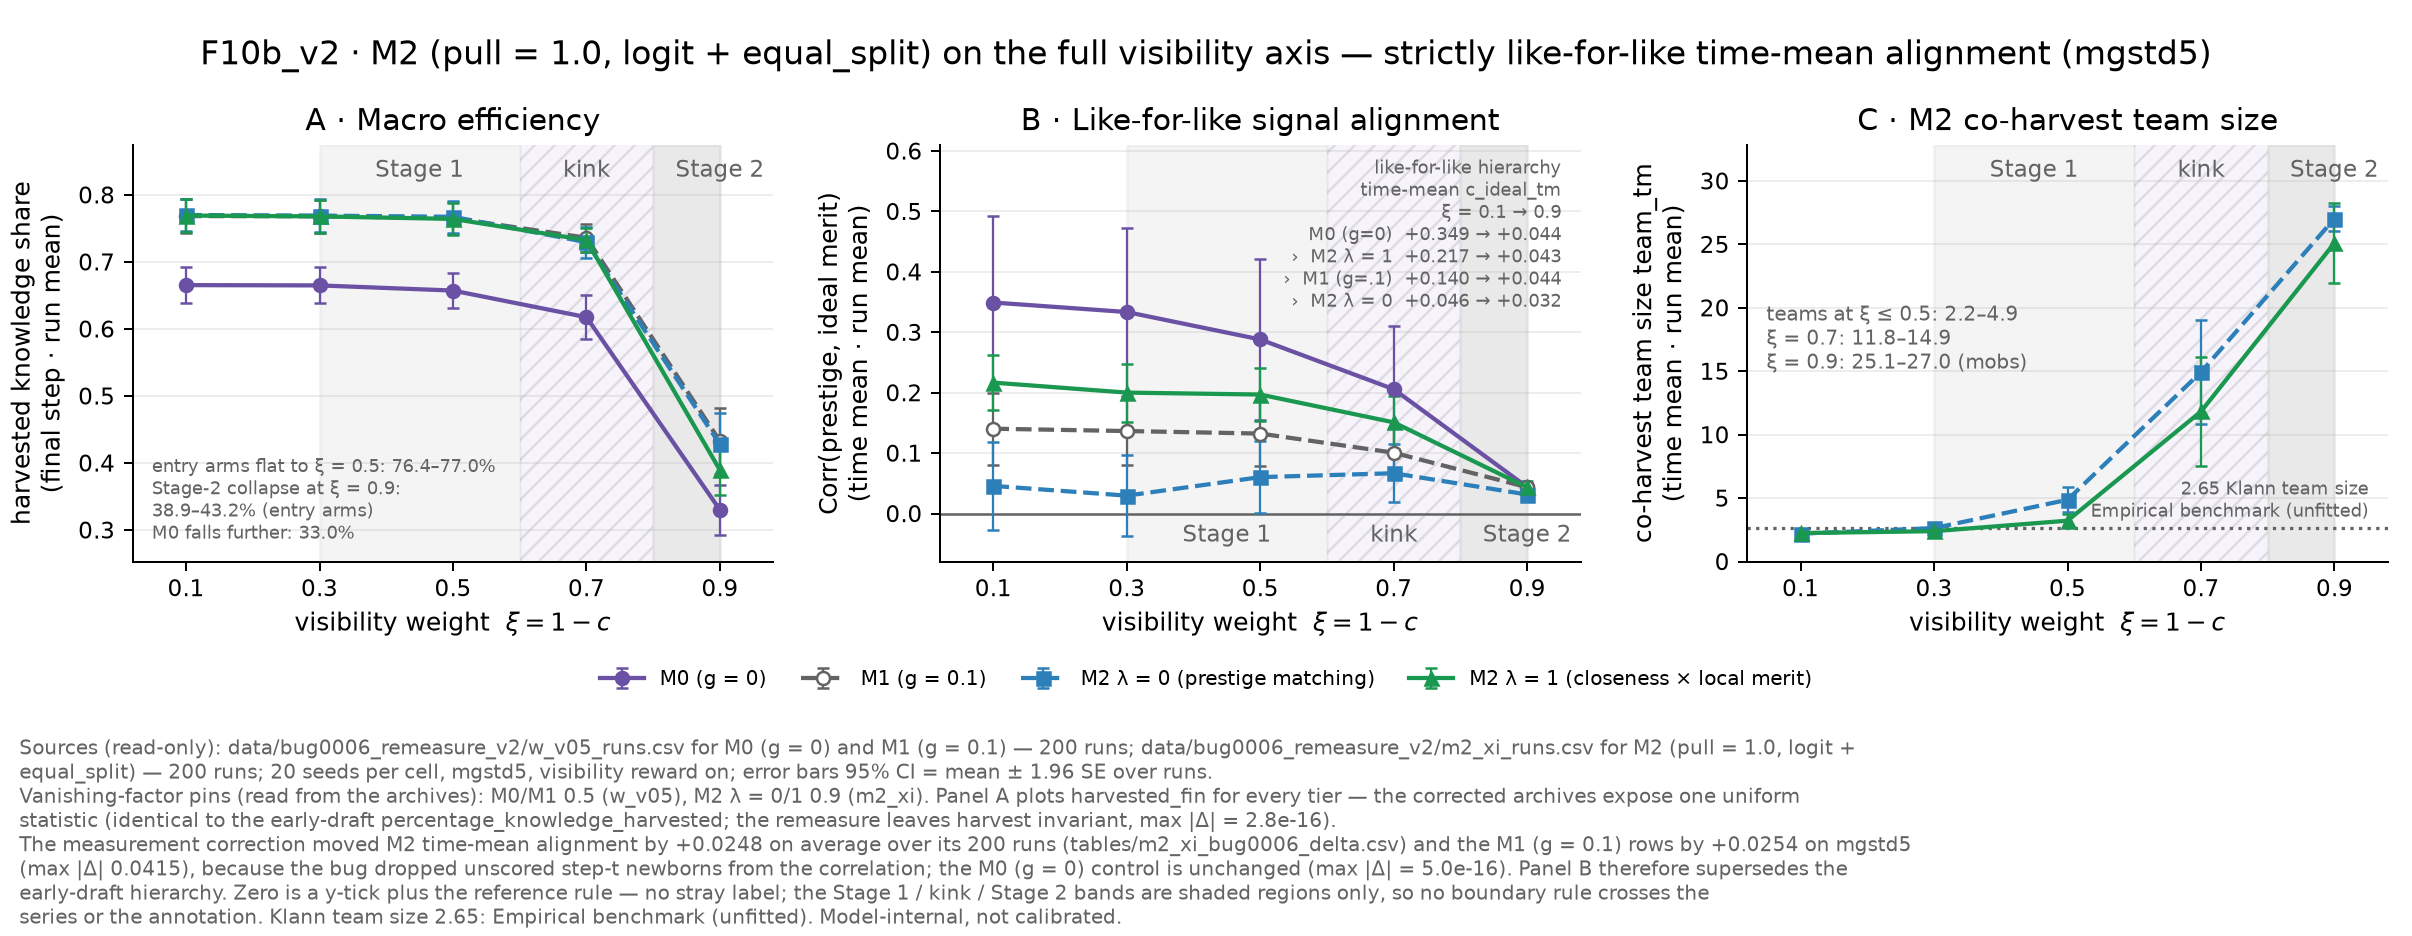 F10b_v2 · M2 (pull = 1.0, logit + equal_split) on the full visibility axis — strictly like-for-like time-mean alignment (mgstd5)
A · Macro efficiency
harvested knowledge share
(final step · run mean)
0.8
0.7
0.6
0.5
0.4
0.3
Stage 1
kink
Stage 2
entry arms flat to ξ = 0.5: 76.4–77.0%
Stage-2 collapse at ξ = 0.9:
38.9–43.2% (entry arms)
M0 falls further: 33.0%
0.1
0.3
0.5
0.7
0.9
visibility weight ξ = 1 − c
B · Like-for-like signal alignment
Corr(prestige, ideal merit)
(time mean · run mean)
0.6
0.5
0.4
0.3
0.2
0.1
0.0
like-for-like hierarchy
time-mean c_ideal_tm
ξ = 0.1 → 0.9
M0 (g=0) +0.349 → +0.044
› M2 λ = 1 +0.217 → +0.043
› M1 (g=.1) +0.140 → +0.044
› M2 λ = 0 +0.046 → +0.032
Stage 1
kink
Stage 2
0.1
0.3
0.5
0.7
0.9
visibility weight ξ = 1 − c
C · M2 co-harvest team size
co-harvest team size team_tm
(time mean · run mean)
30
25
20
15
10
5
0
Stage 1
kink
Stage 2
teams at ξ ≤ 0.5: 2.2–4.9
ξ = 0.7: 11.8–14.9
ξ = 0.9: 25.1–27.0 (mobs)
2.65 Klann team size
Empirical benchmark (unfitted)
0.1
0.3
0.5
0.7
0.9
visibility weight ξ = 1 − c
M0 (g = 0)
M1 (g = 0.1)
M2 λ = 0 (prestige matching)
M2 λ = 1 (closeness × local merit)
Sources (read-only): data/bug0006_remeasure_v2/w_v05_runs.csv for M0 (g = 0) and M1 (g = 0.1) — 200 runs; data/bug0006_remeasure_v2/m2_xi_runs.csv for M2 (pull = 1.0, logit +
equal_split) — 200 runs; 20 seeds per cell, mgstd5, visibility reward on; error bars 95% CI = mean ± 1.96 SE over runs.
Vanishing-factor pins (read from the archives): M0/M1 0.5 (w_v05), M2 λ = 0/1 0.9 (m2_xi). Panel A plots harvested_fin for every tier — the corrected archives expose one uniform
statistic (identical to the early-draft percentage_knowledge_harvested; the remeasure leaves harvest invariant, max |Δ| = 2.8e-16).
The measurement correction moved M2 time-mean alignment by +0.0248 on average over its 200 runs (tables/m2_xi_bug0006_delta.csv) and the M1 (g = 0.1) rows by +0.0254 on mgstd5
(max |Δ| 0.0415), because the bug dropped unscored step-t newborns from the correlation; the M0 (g = 0) control is unchanged (max |Δ| = 5.0e-16). Panel B therefore supersedes the
early-draft hierarchy. Zero is a y-tick plus the reference rule — no stray label; the Stage 1 / kink / Stage 2 bands are shaded regions only, so no boundary rule crosses the
series or the annotation. Klann team size 2.65: Empirical benchmark (unfitted). Model-internal, not calibrated.